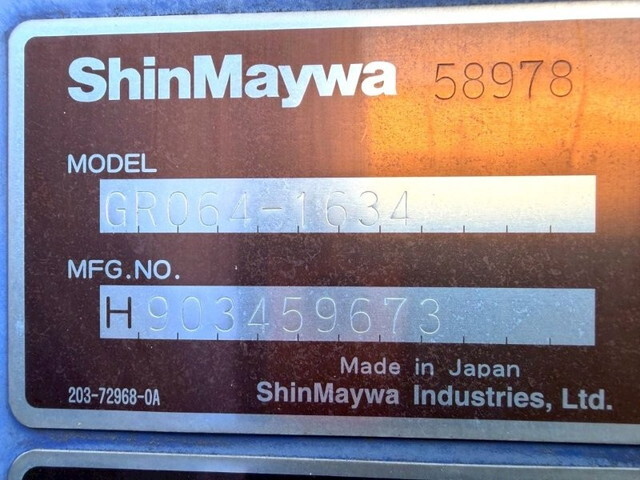 ShinMaywa 58978
MODEL
GR064-1634
MFG.NO.
H903459673
Made in Japan
203-72968-0A ShinMaywa Industries, Ltd.